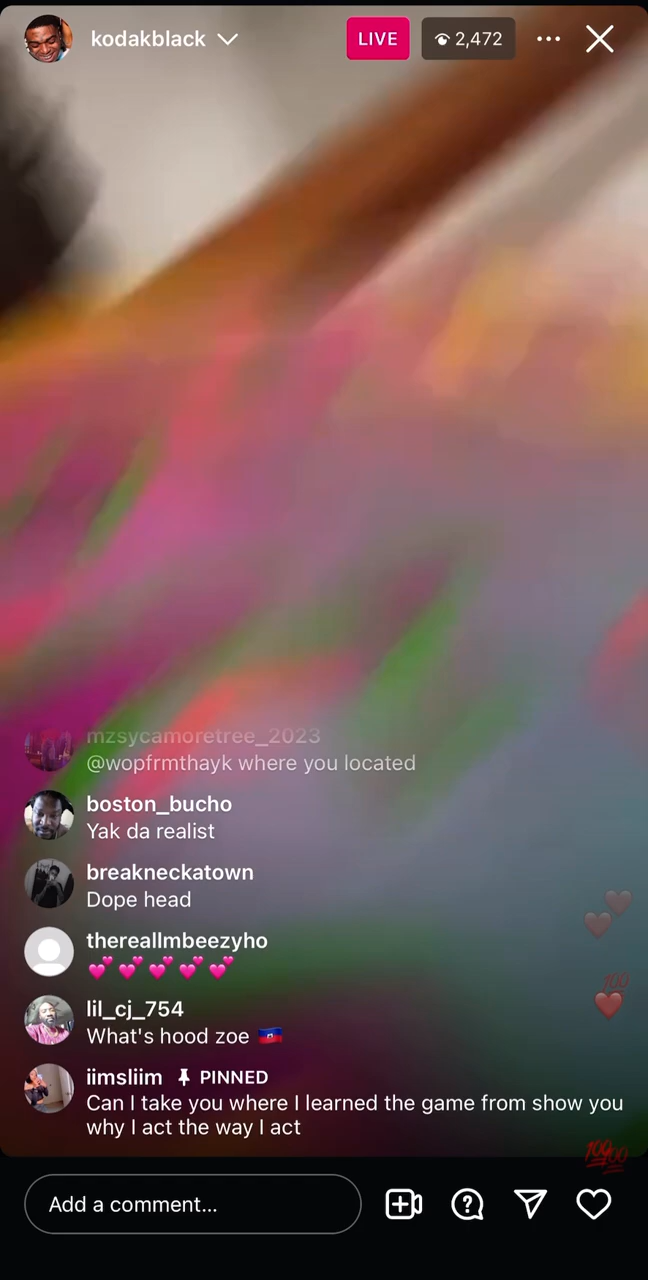 kodakblack
LIVE
2,472
mzsycamoretree_2023
@wopfrmthayk where you located
boston_bucho
Yak da realist
breakneckatown
Dope head
thereallmbeezyho
💕 💕 💕 💕 💕
lil_cj_754
What's hood zoe 🇭🇹
iimsliim PINNED
Can I take you where I learned the game from show you
why I act the way I act
Add a comment...